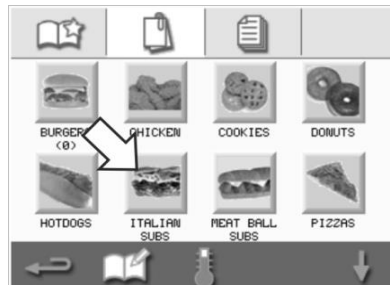 BURGERS CHICKEN COOKIES DONUTS
(0)
HOTDOGS ITALIAN MEAT BALL PIZZAS
SUBS SUBS